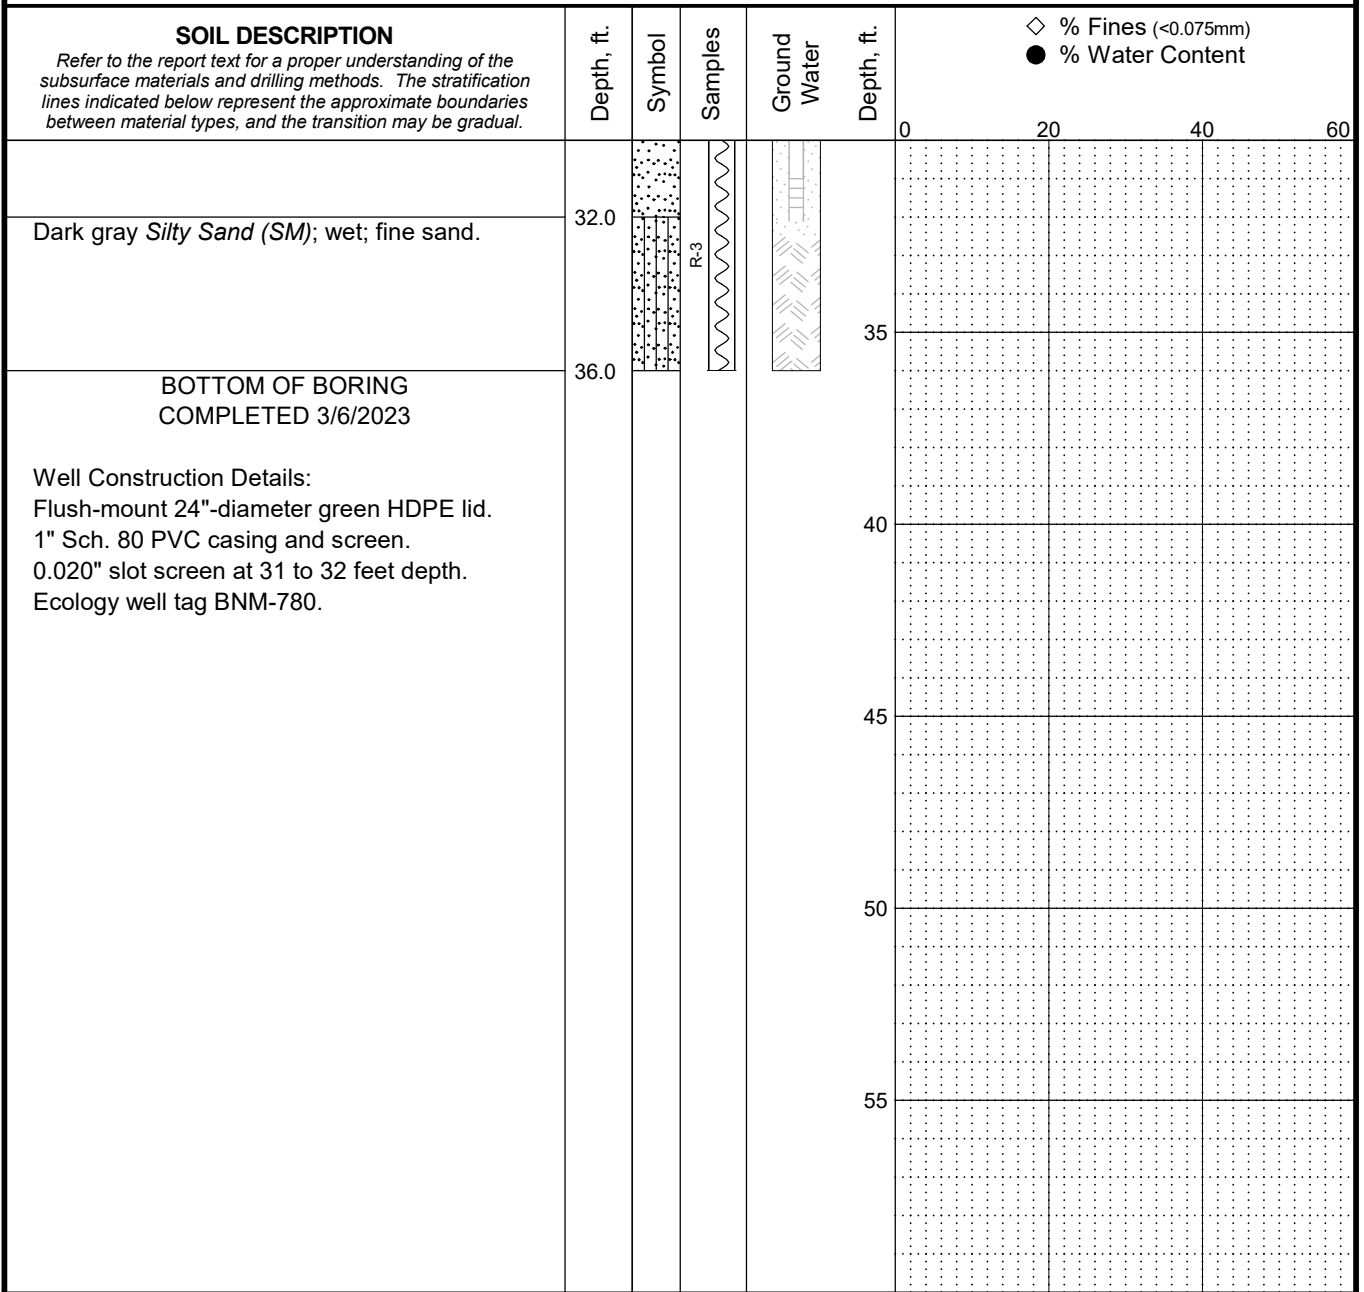 SOIL DESCRIPTION
Refer to the report text for a proper understanding of the
subsurface materials and drilling methods. The stratification
lines indicated below represent the approximate boundaries
between material types, and the transition may be gradual.
Depth, ft.
Symbol
Samples
Ground
Water
Depth, ft.
◇ % Fines (<0.075mm)
● % Water Content
0 20 40 60
32.0
Dark gray Silty Sand (SM); wet; fine sand.
R-3
35
36.0
BOTTOM OF BORING
COMPLETED 3/6/2023
Well Construction Details:
Flush-mount 24"-diameter green HDPE lid.
1" Sch. 80 PVC casing and screen.
0.020" slot screen at 31 to 32 feet depth.
Ecology well tag BNM-780.
40
45
50
55